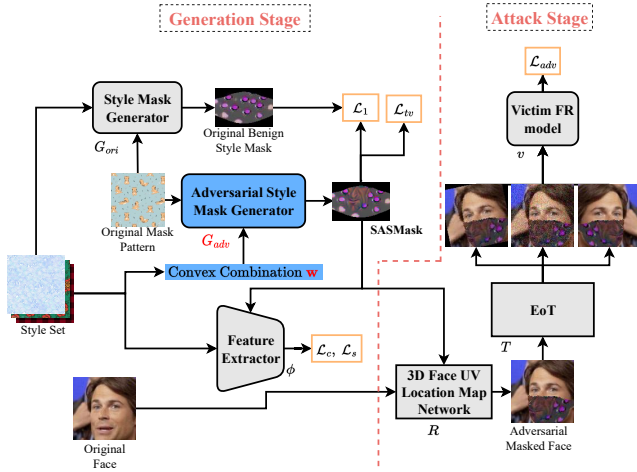 Generation Stage
Attack Stage
Style Mask
Generator
G_ori
Original Benign
Style Mask
ℒ_1
ℒ_tv
ℒ_adv
Victim FR
model
v
Original Mask
Pattern
Adversarial Style
Mask Generator
G_adv
SASMask
Convex Combination w
Style Set
Feature
Extractor
ϕ
ℒ_c, ℒ_s
EoT
T
3D Face UV
Location Map
Network
R
Original
Face
Adversarial
Masked Face